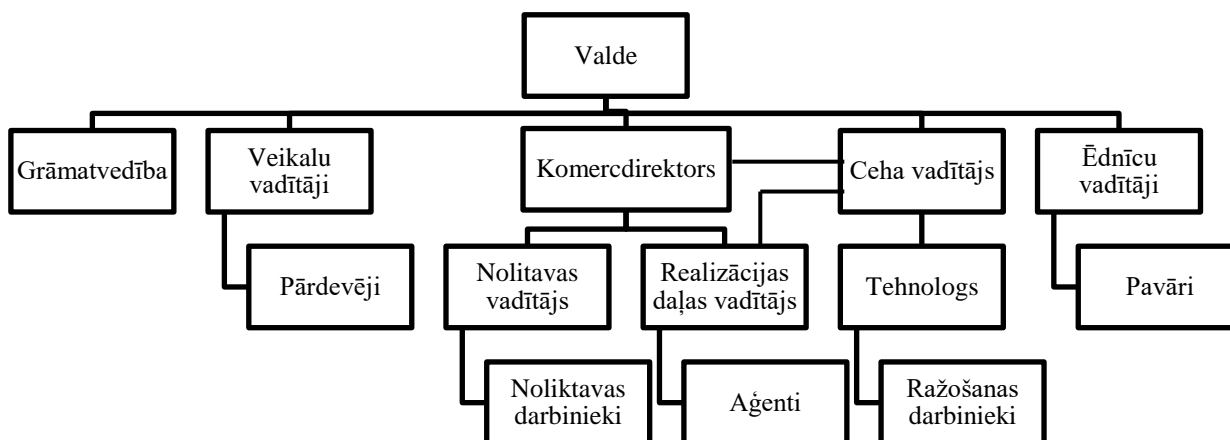 Valde
Grāmatvedība
Veikalu
vadītāji
Komercdirektors
Ceha vadītājs
Ēdnīcu
vadītāji
Pārdevēji
Nolitavas
vadītājs
Realizācijas
daļas vadītājs
Tehnologs
Pavāri
Noliktavas
darbinieki
Aģenti
Ražošanas
darbinieki